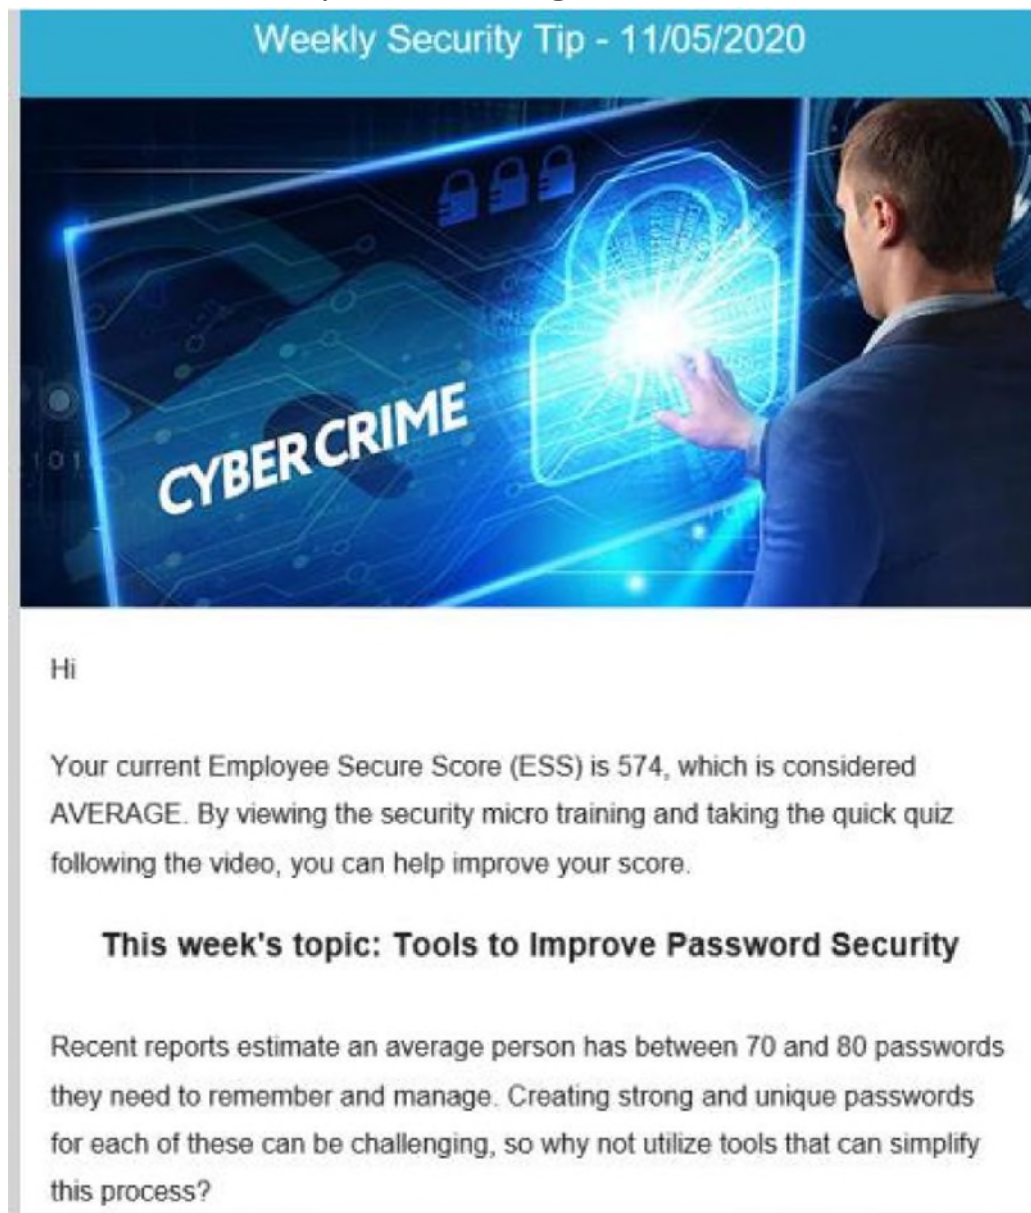 Weekly Security Tip - 11/05/2020
CYBER CRIME
Hi
Your current Employee Secure Score (ESS) is 574, which is considered
AVERAGE. By viewing the security micro training and taking the quick quiz
following the video, you can help improve your score.
This week's topic: Tools to Improve Password Security
Recent reports estimate an average person has between 70 and 80 passwords
they need to remember and manage. Creating strong and unique passwords
for each of these can be challenging, so why not utilize tools that can simplify
this process?